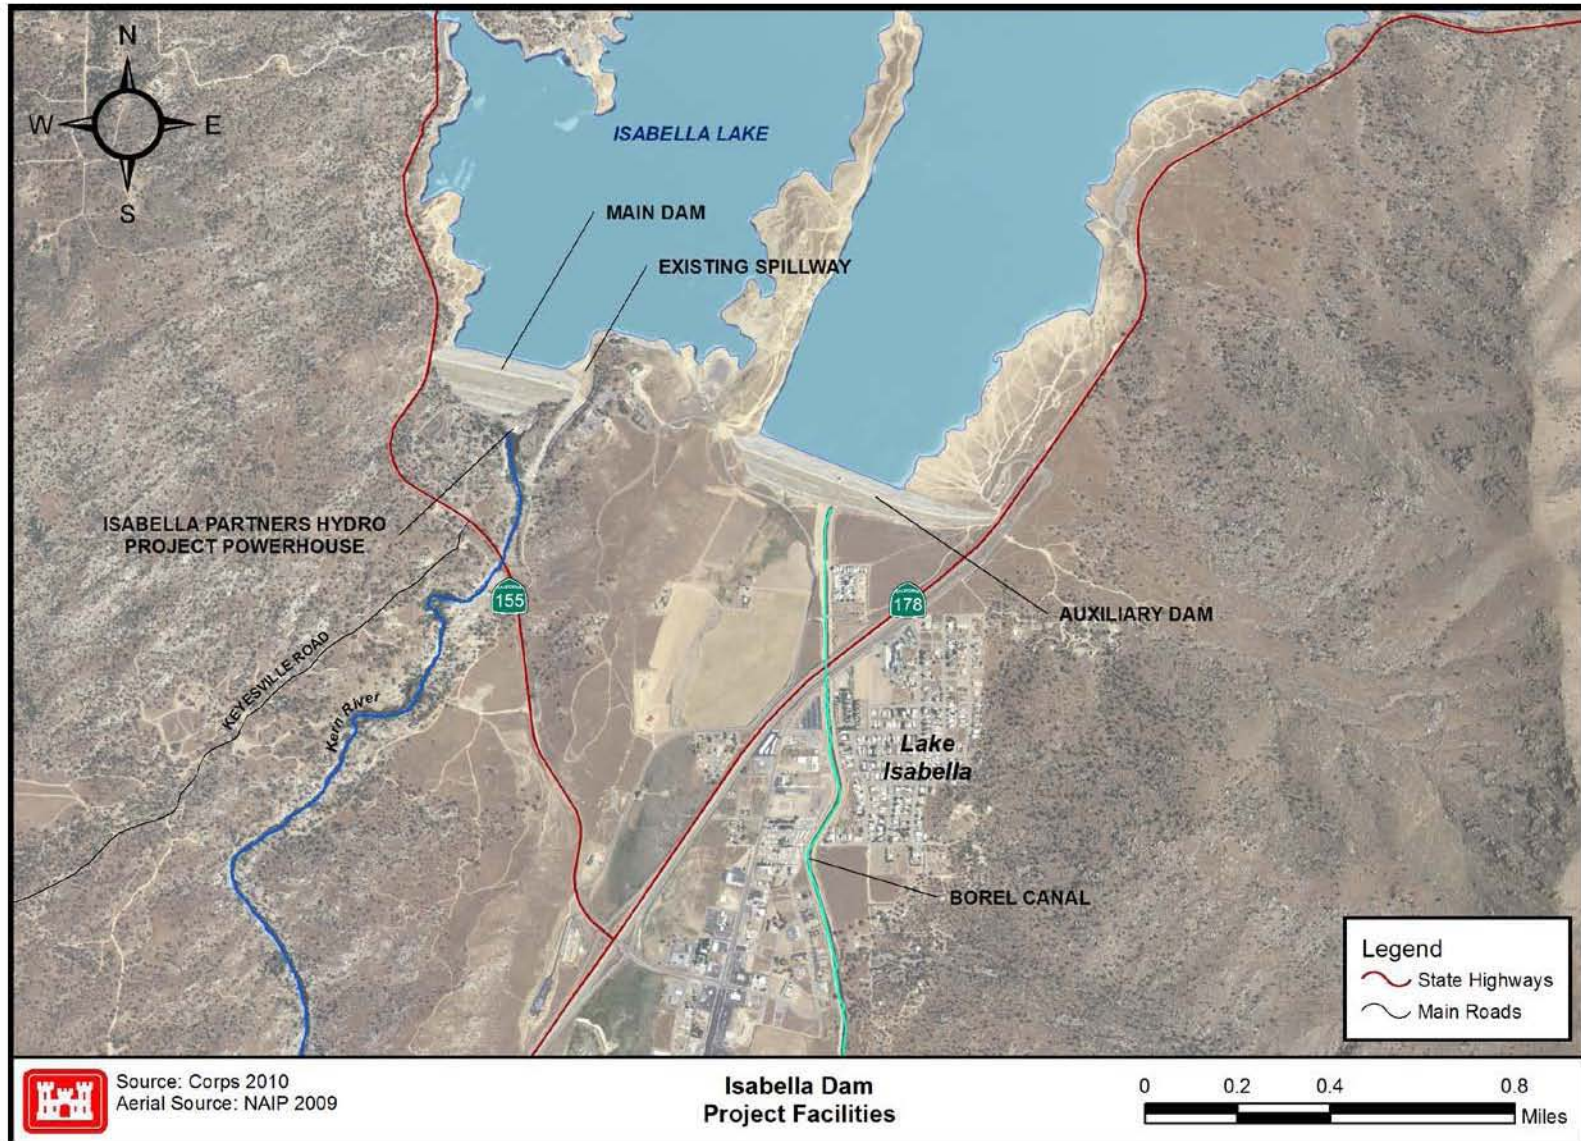 N
W E
S
ISABELLA LAKE
MAIN DAM
EXISTING SPILLWAY
ISABELLA PARTNERS HYDRO
PROJECT POWERHOUSE
155
178
AUXILIARY DAM
KEYESVILLE ROAD
Kern River
Lake
Isabella
BOREL CANAL
Legend
State Highways
Main Roads
Source: Corps 2010
Aerial Source: NAIP 2009
Isabella Dam
Project Facilities
0 0.2 0.4 0.8
Miles